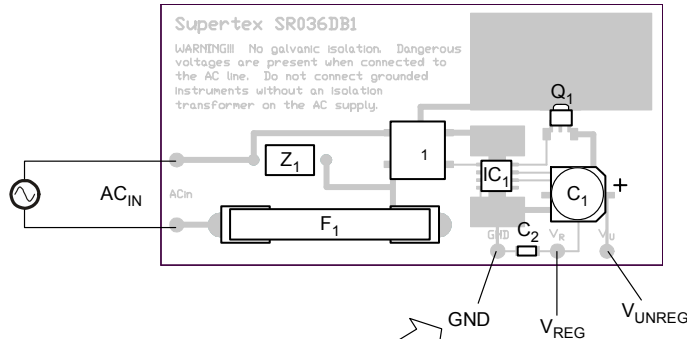 Supertex SR036DB1
WARNING!!! No galvanic isolation. Dangerous
voltages are present when connected to
the AC line. Do not connect grounded
instruments without an isolation
transformer on the AC supply.
Q1
1
Z1
IC1
C1
+
ACIN
ACin
F1
GND
C2
VR
VU
GND
VREG
VUNREG